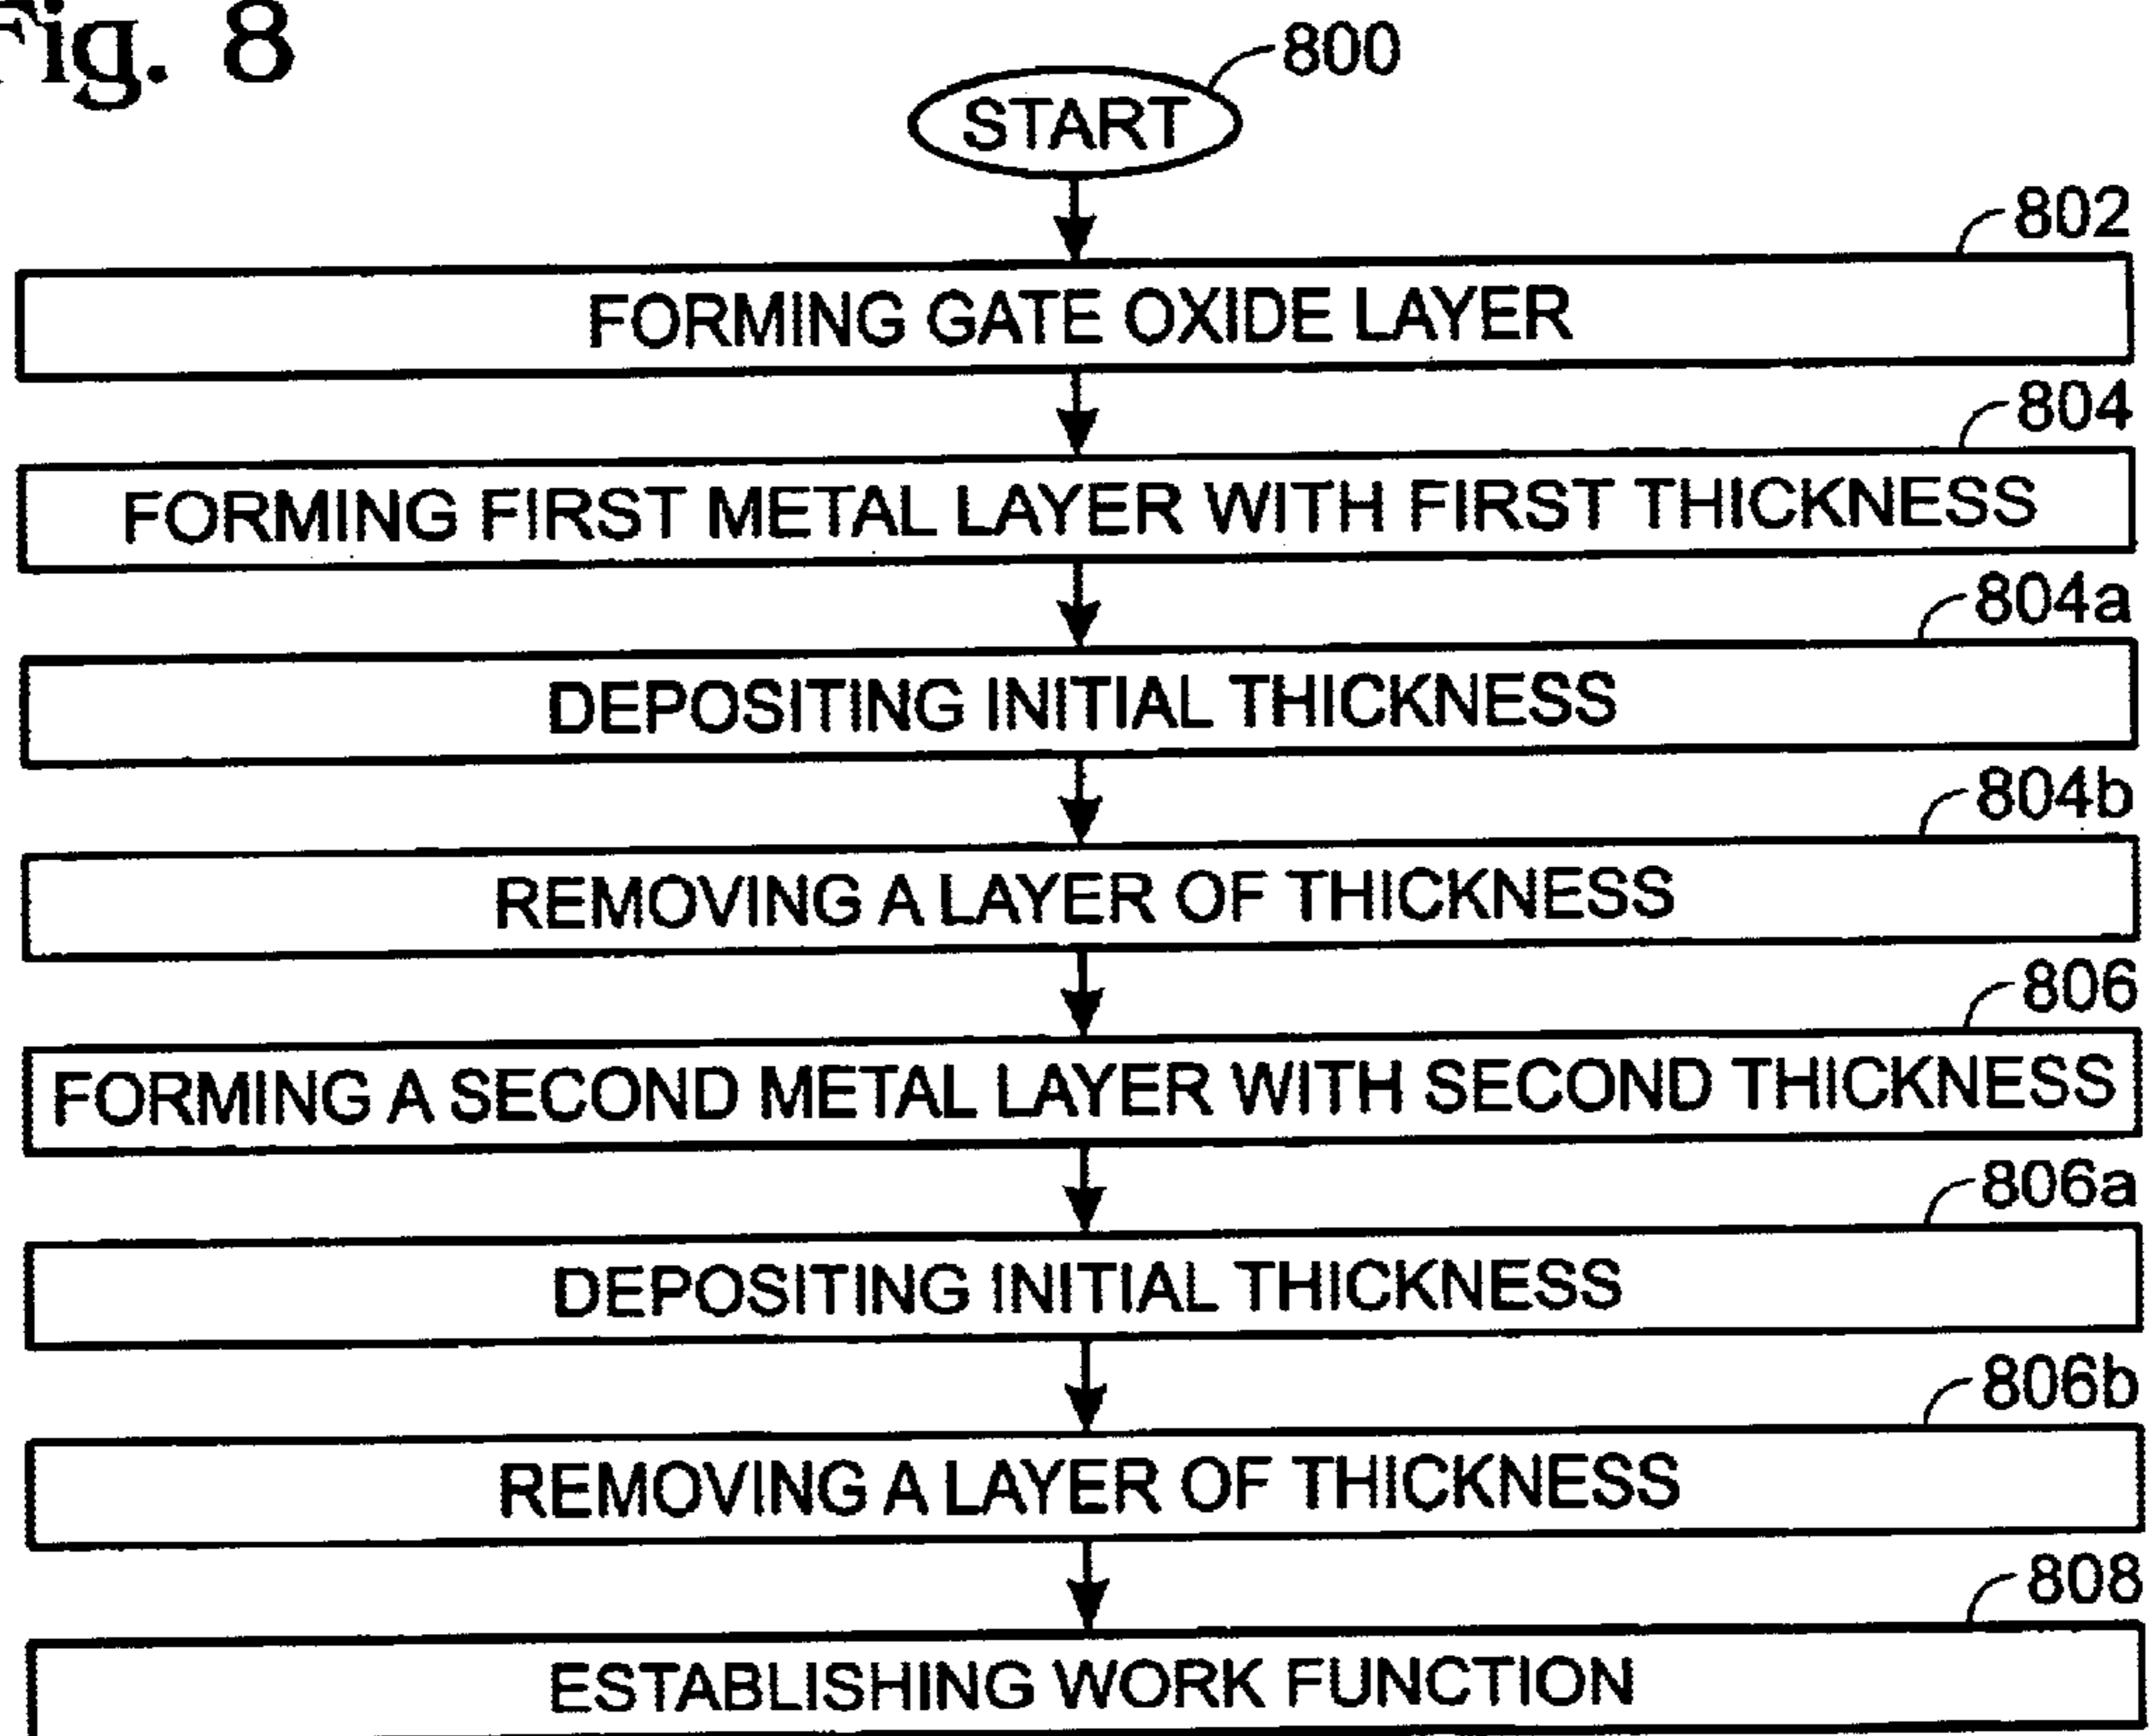 Fig. 8
800
START
802
FORMING GATE OXIDE LAYER
804
FORMING FIRST METAL LAYER WITH FIRST THICKNESS
804a
DEPOSITING INITIAL THICKNESS
804b
REMOVING A LAYER OF THICKNESS
806
FORMING A SECOND METAL LAYER WITH SECOND THICKNESS
806a
DEPOSITING INITIAL THICKNESS
806b
REMOVING A LAYER OF THICKNESS
808
ESTABLISHING WORK FUNCTION